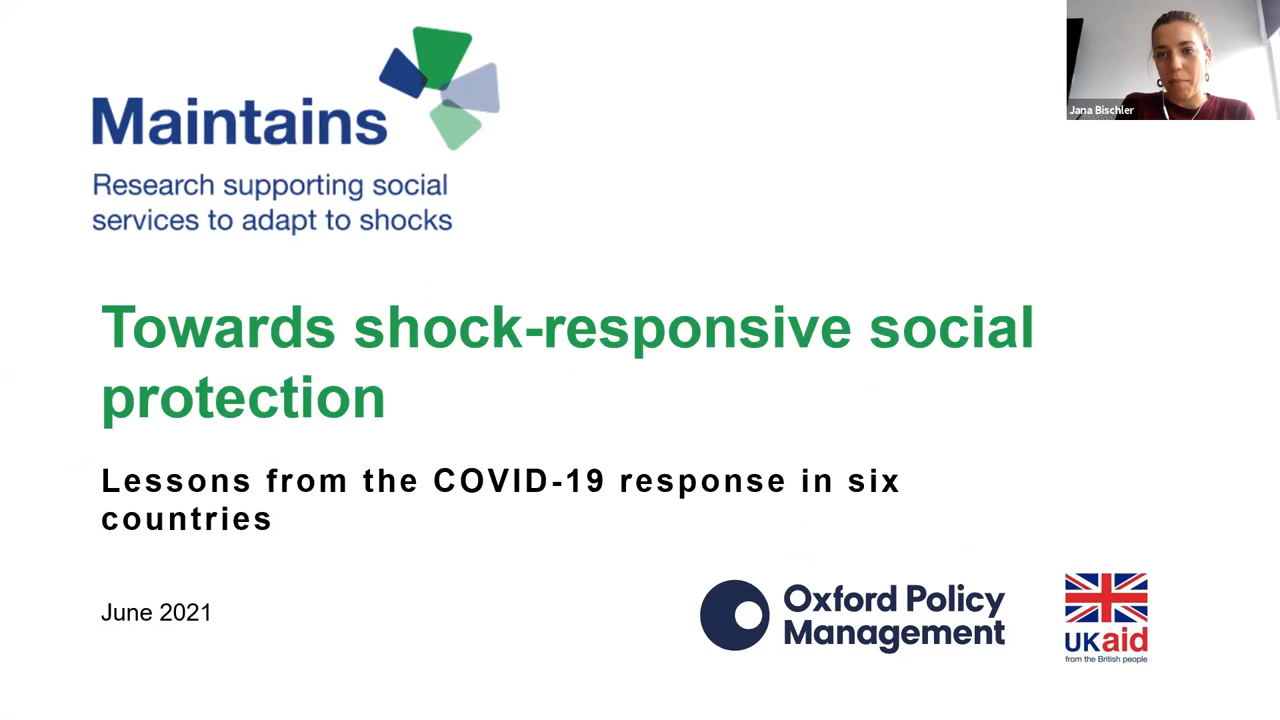 Maintains
Research supporting social
services to adapt to shocks
Jana Bischler
Towards shock-responsive social
protection
Lessons from the COVID-19 response in six
countries
June 2021
Oxford Policy
Management
UKaid
from the British people